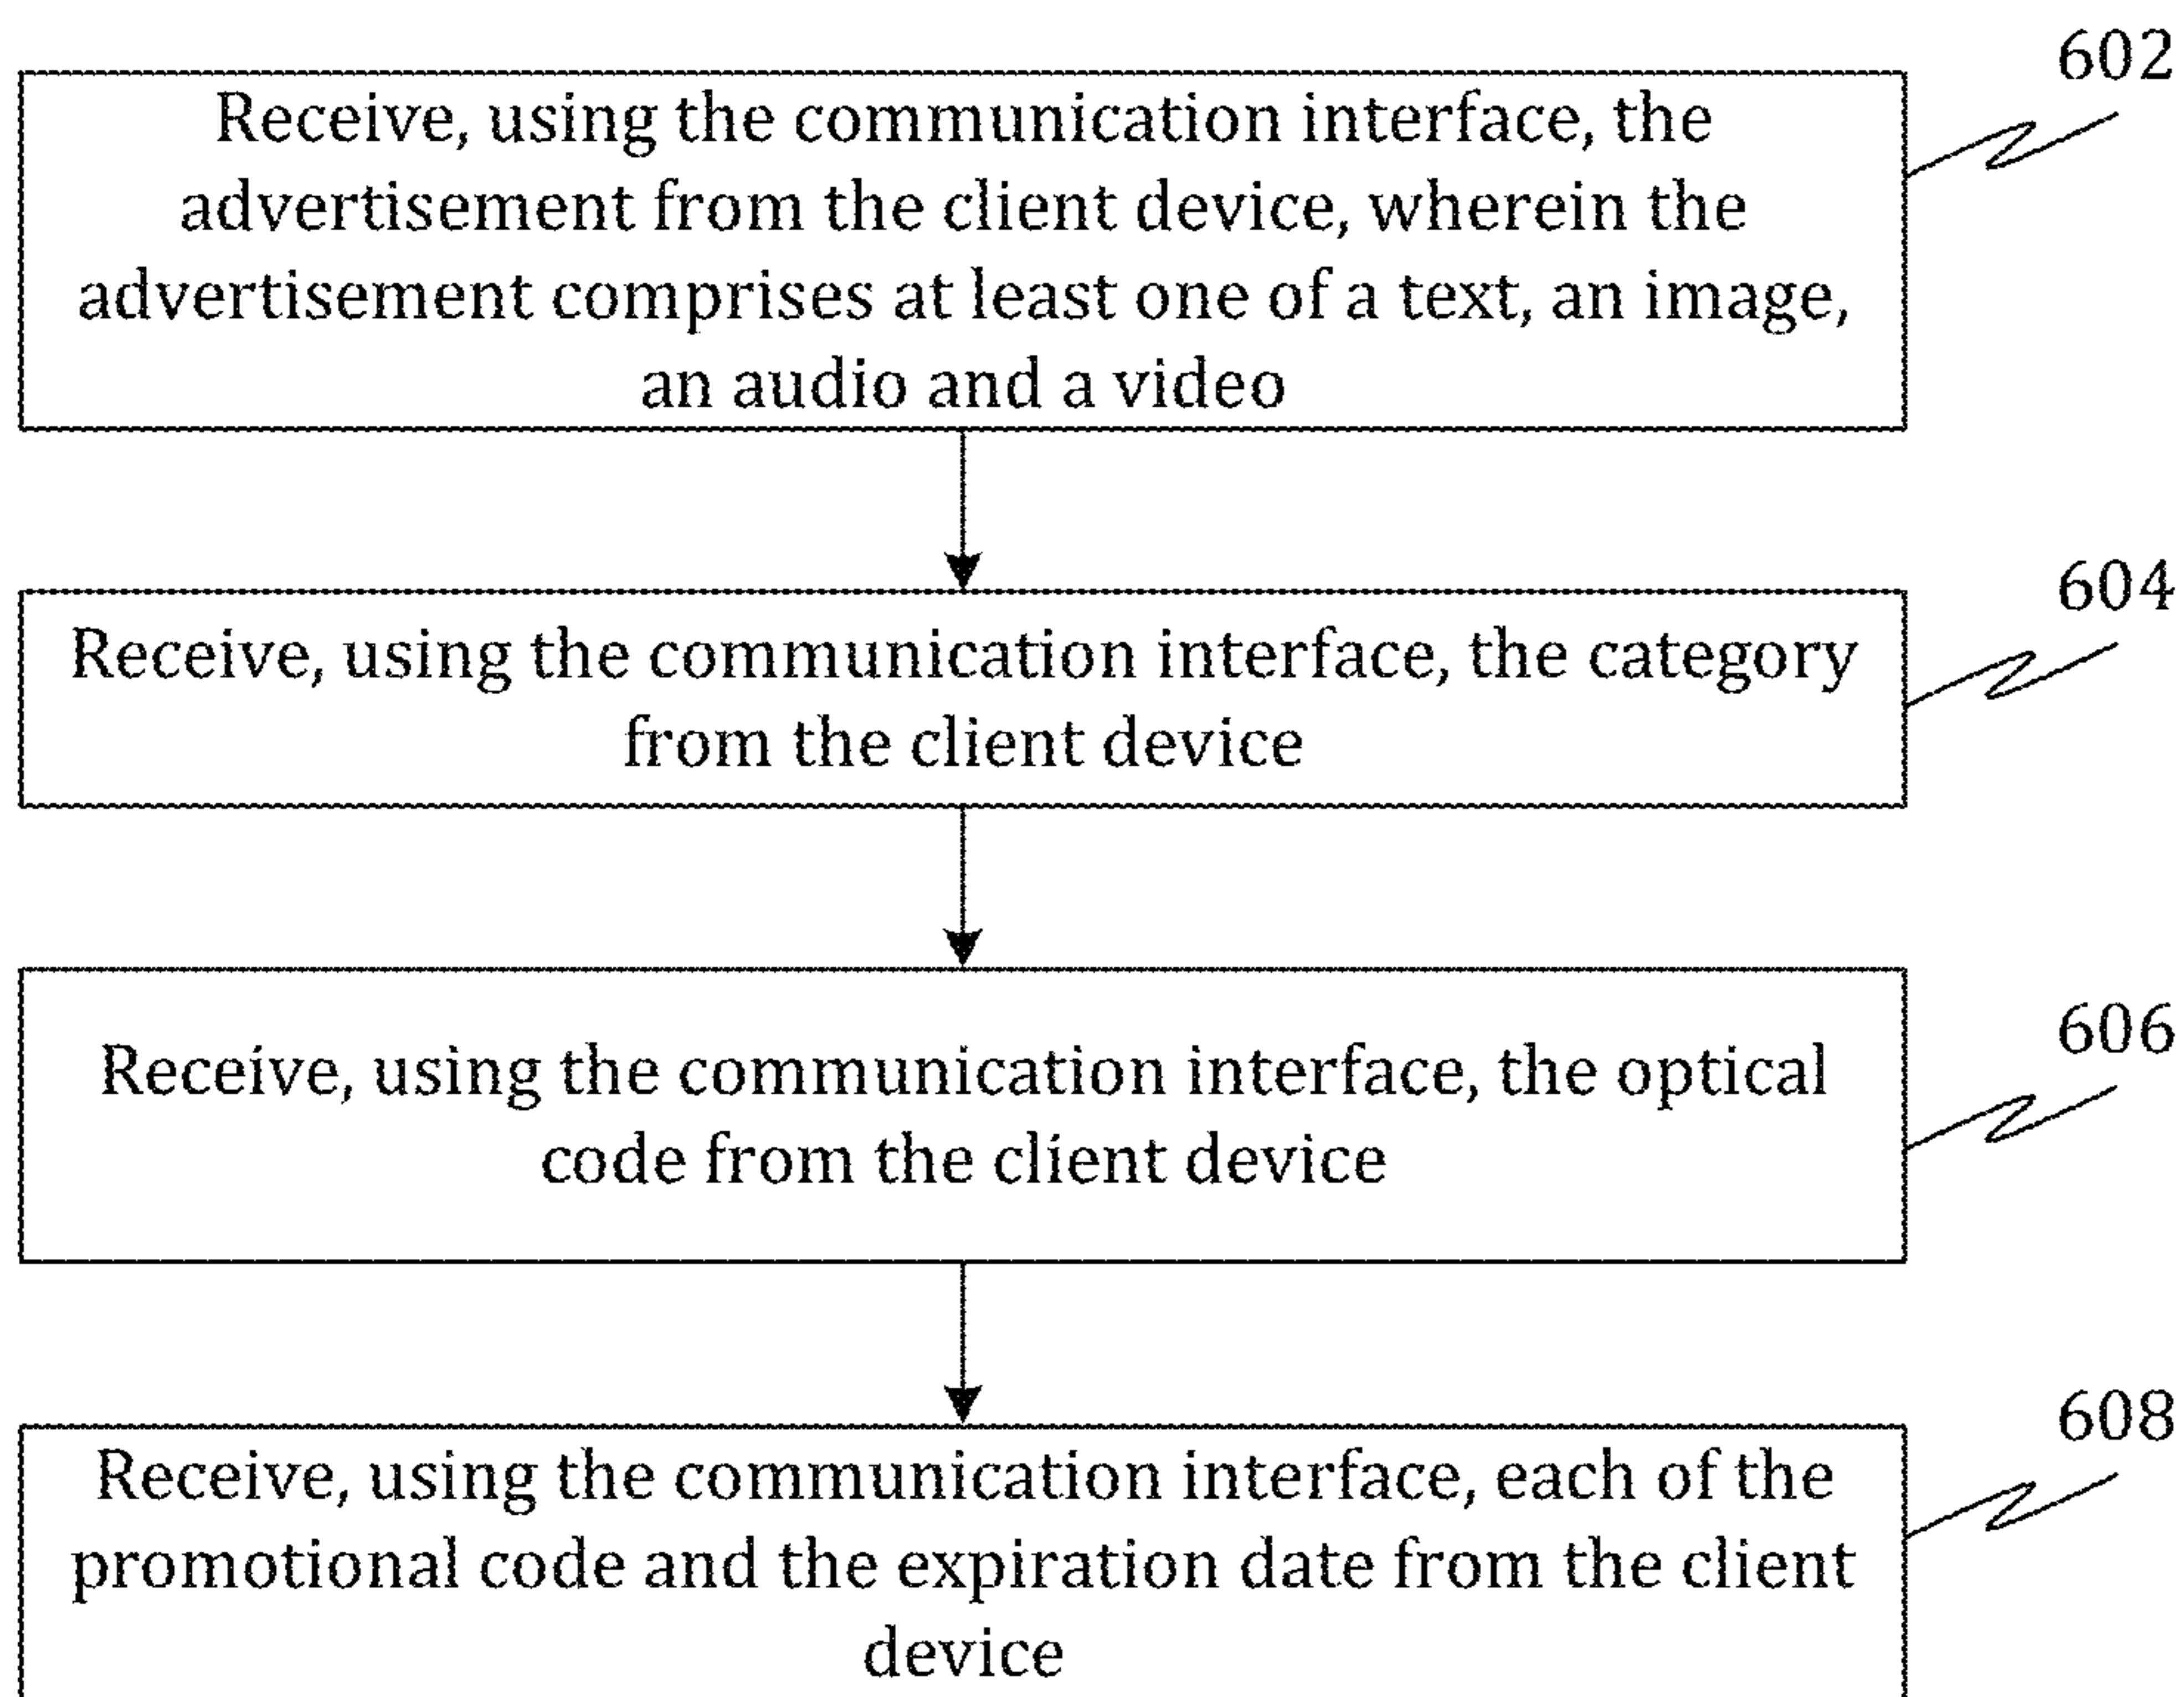 602
Receive, using the communication interface, the
advertisement from the client device, wherein the
advertisement comprises at least one of a text, an image,
an audio and a video
604
Receive, using the communication interface, the category
from the client device
606
Receive, using the communication interface, the optical
code from the client device
608
Receive, using the communication interface, each of the
promotional code and the expiration date from the client
device